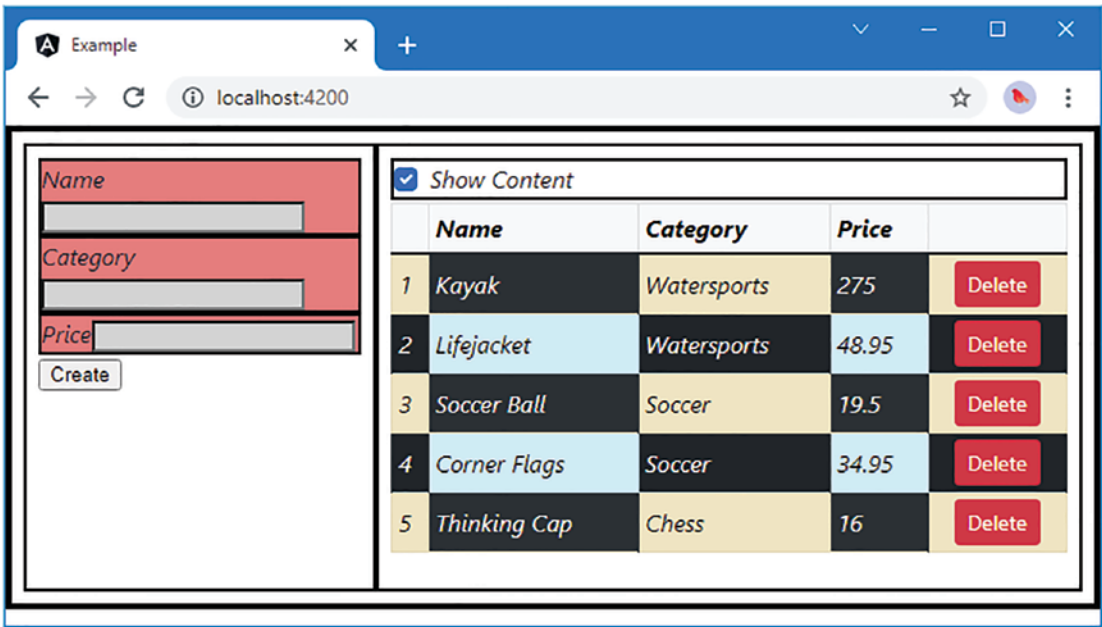 Example
localhost:4200
Name
Category
Price
Create
Show Content
Name Category Price
1 Kayak Watersports 275 Delete
2 Lifejacket Watersports 48.95 Delete
3 Soccer Ball Soccer 19.5 Delete
4 Corner Flags Soccer 34.95 Delete
5 Thinking Cap Chess 16 Delete